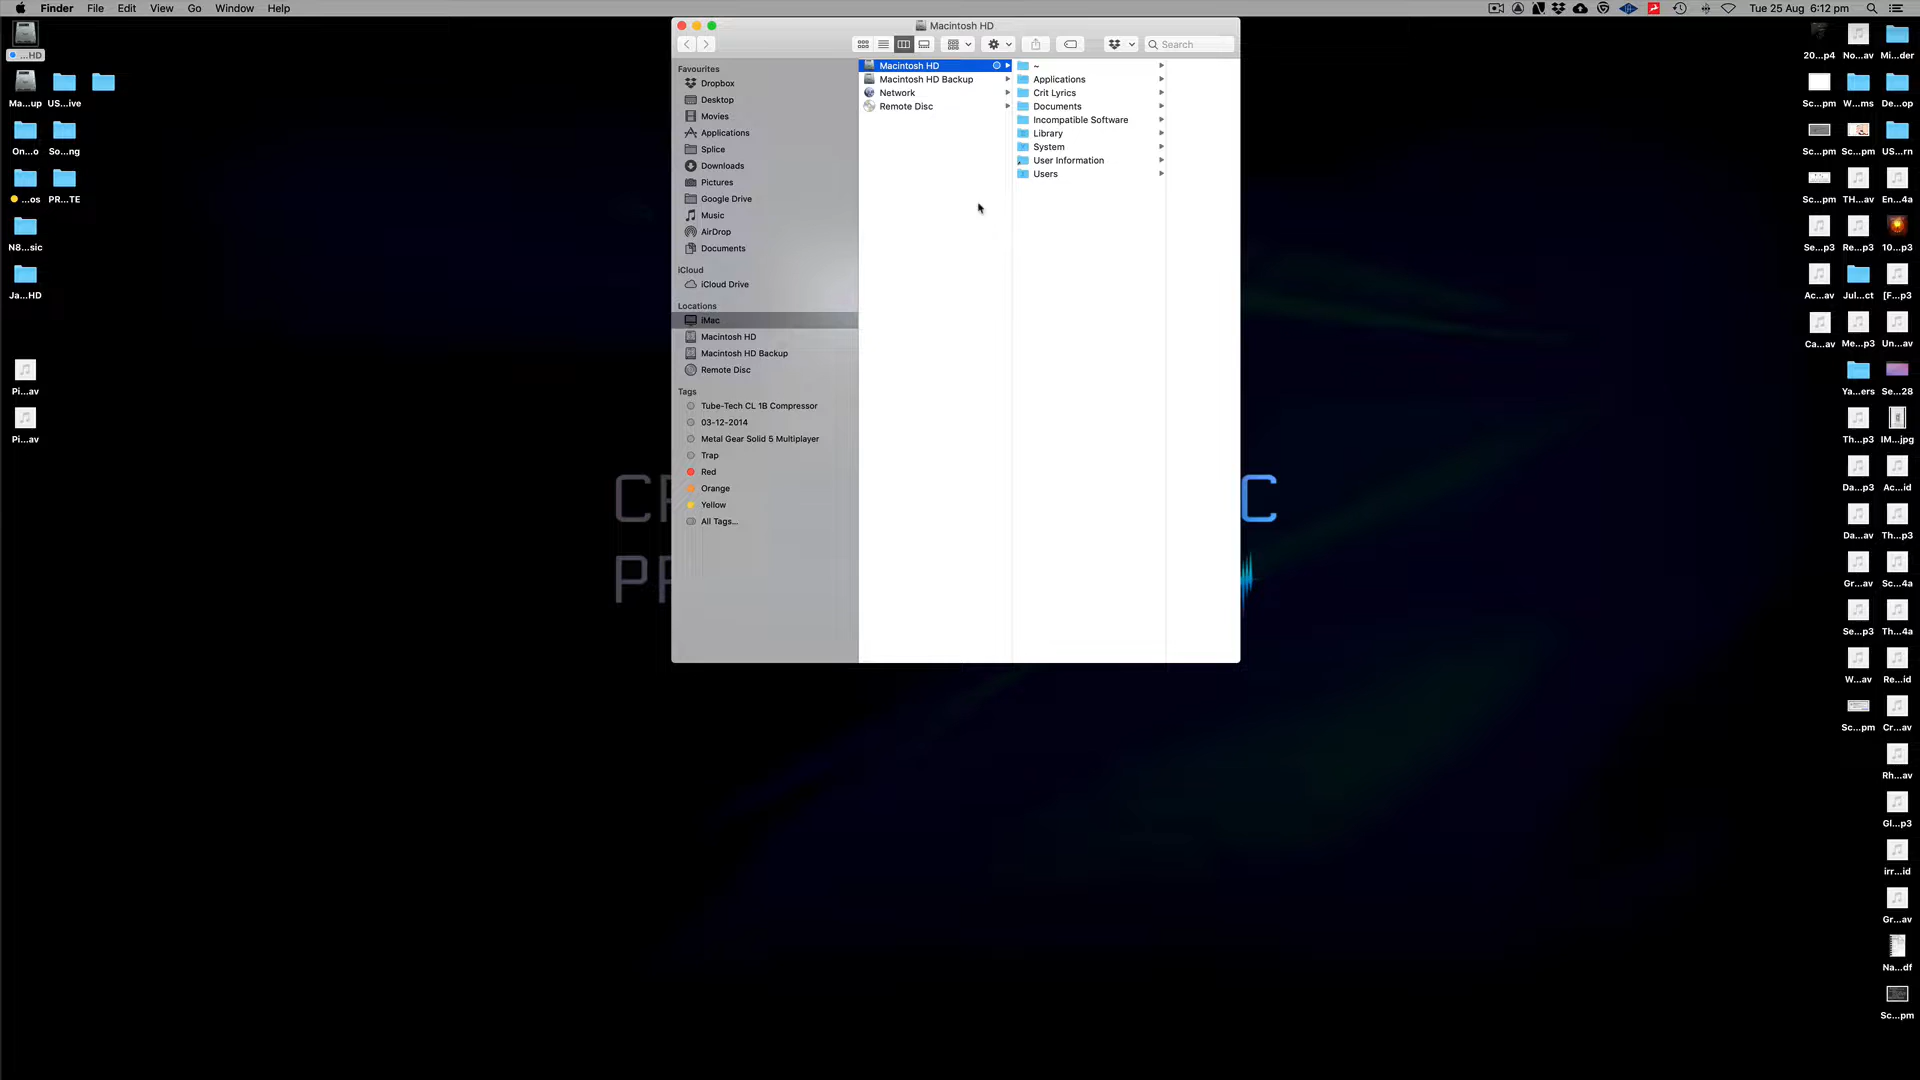 Finder File Edit View Go Window Help
Tue 25 Aug 6:12 pm
Macintosh HD
Search
Favourites
Dropbox
Desktop
Movies
Applications
Splice
Downloads
Pictures
Google Drive
Music
AirDrop
Documents
iCloud
iCloud Drive
Locations
iMac
Macintosh HD
Macintosh HD Backup
Remote Disc
Tags
Tube-Tech CL 1B Compressor
03-12-2014
Metal Gear Solid 5 Multiplayer
Trap
Red
Orange
Yellow
All Tags...
Macintosh HD
Macintosh HD Backup
Network
Remote Disc
~
Applications
Crit Lyrics
Documents
Incompatible Software
Library
System
User Information
Users
...HD
Ma...up US...ive
On...o So...ng
...os PR...TE
N8...sic
Ja...HD
Pi...av
Pi...av
C
P
C
20...p4 No...av Mi...der
Sc...pm W...ms De...op
Sc...pm Sc...pm US...rn
Sc...pm TH...av En...4a
Se...p3 Re...p3 10...p3
Ac...av Jul...ct [F...p3
Ca...av Me...p3 Un...av
Ya...ers Se...28
Th...p3 IM...jpg
Da...p3 Ac...id
Da...av Th...p3
Gr...av Sc...4a
Se...p3 Th...4a
W...av Re...id
Sc...pm Cr...av
Rh...av
Gl...p3
irr...id
Gr...av
Na...df
Sc...pm